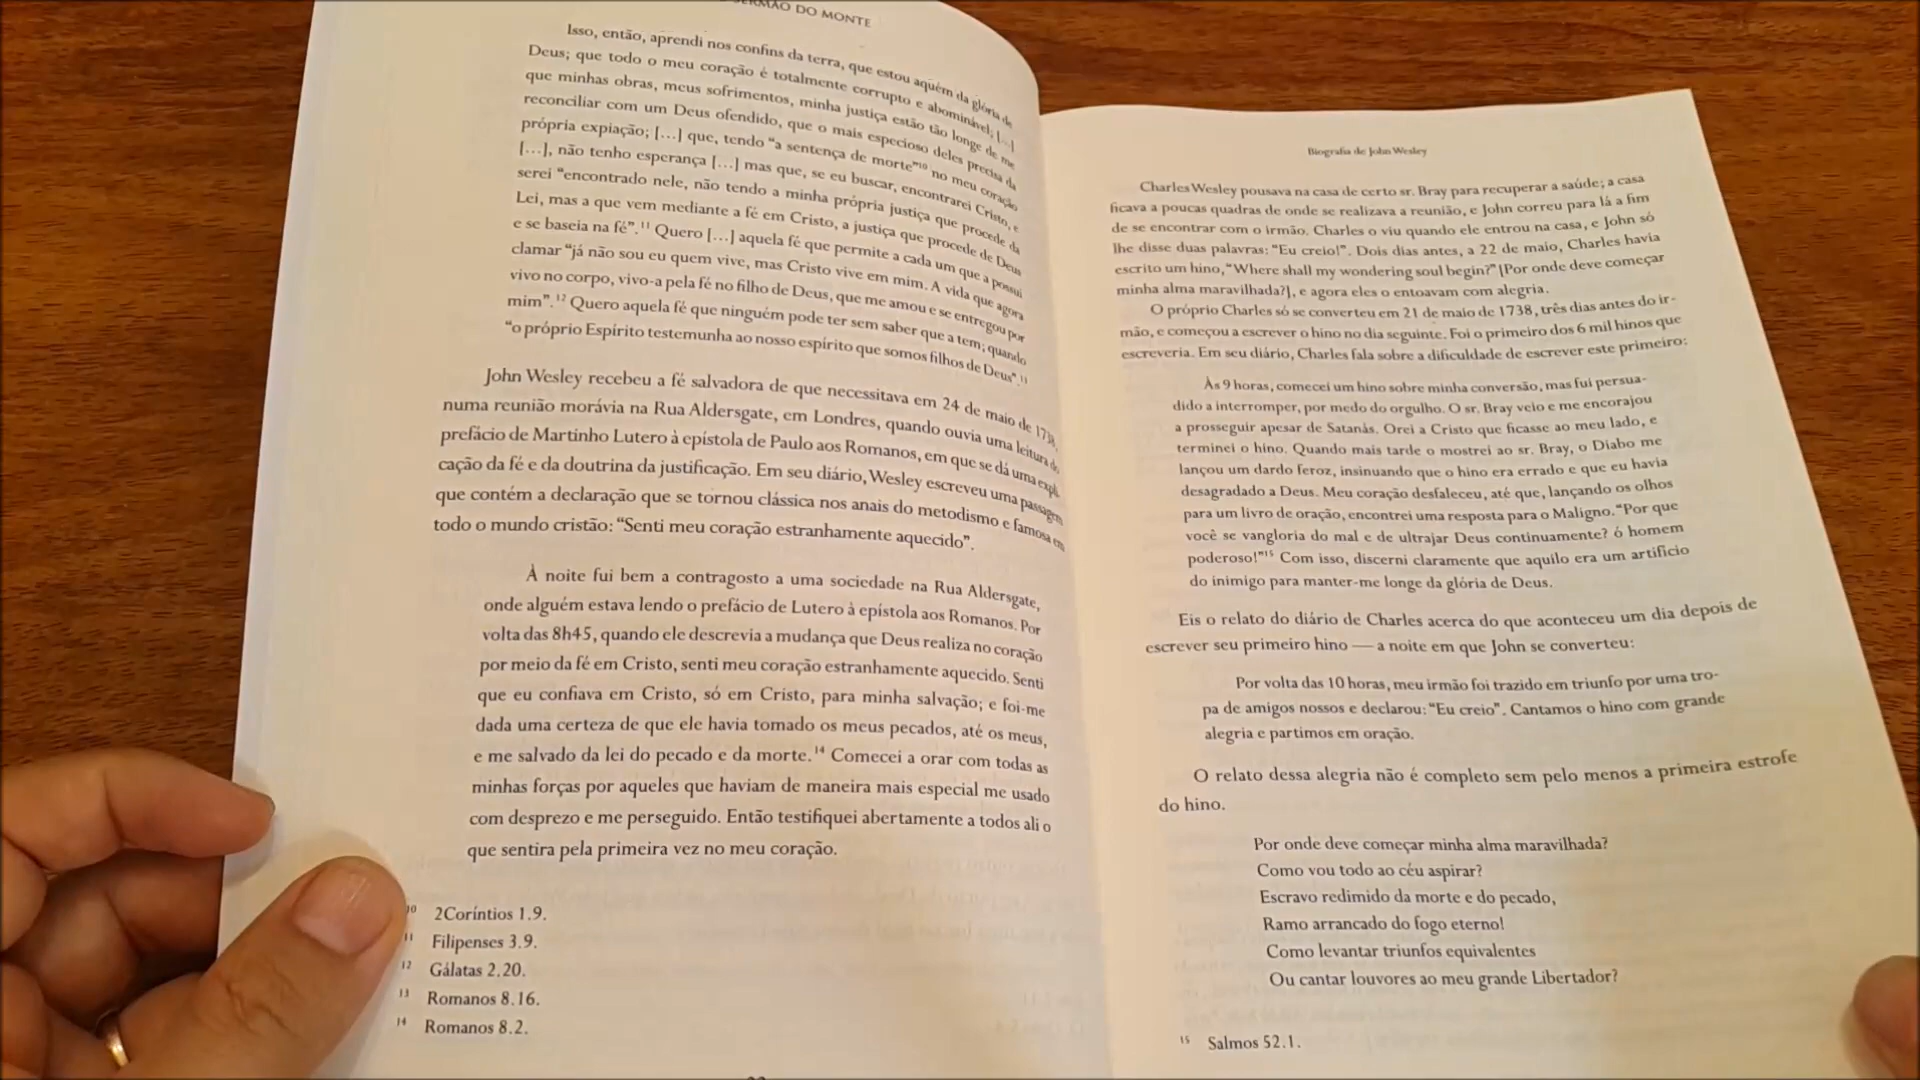 SERMÃO DO MONTE
Isso, então, aprendi nos confins da terra, que estou aquém da glória de
Deus; que todo o meu coração é totalmente corrupto e abominável; [...]
que minhas obras, meus sofrimentos, minha justiça estão tão longe de me
reconciliar com um Deus ofendido, que o mais especioso deles precisa da
própria expiação; [...] que, tendo “a sentença de morte”¹⁰ no meu coração
[...], não tenho esperança [...] mas que, se eu buscar, encontrarei Cristo, e
serei “encontrado nele, não tendo a minha própria justiça que procede da
Lei, mas a que vem mediante a fé em Cristo, a justiça que procede de Deus
e se baseia na fé”.¹¹ Quero [...] aquela fé que permite a cada um que a possui
clamar “já não sou eu quem vive, mas Cristo vive em mim. A vida que agora
vivo no corpo, vivo-a pela fé no filho de Deus, que me amou e se entregou por
mim”.¹² Quero aquela fé que ninguém pode ter sem saber que a tem; quando
“o próprio Espírito testemunha ao nosso espírito que somos filhos de Deus”.¹³
John Wesley recebeu a fé salvadora de que necessitava em 24 de maio de 1738,
numa reunião morávia na Rua Aldersgate, em Londres, quando ouvia uma leitura do
prefácio de Martinho Lutero à epístola de Paulo aos Romanos, em que se dá uma expli-
cação da fé e da doutrina da justificação. Em seu diário, Wesley escreveu uma passagem
que contém a declaração que se tornou clássica nos anais do metodismo e famosa em
todo o mundo cristão: “Senti meu coração estranhamente aquecido”.
À noite fui bem a contragosto a uma sociedade na Rua Aldersgate,
onde alguém estava lendo o prefácio de Lutero à epístola aos Romanos. Por
volta das 8h45, quando ele descrevia a mudança que Deus realiza no coração
por meio da fé em Cristo, senti meu coração estranhamente aquecido. Senti
que eu confiava em Cristo, só em Cristo, para minha salvação; e foi-me
dada uma certeza de que ele havia tomado os meus pecados, até os meus,
e me salvado da lei do pecado e da morte.¹⁴ Comecei a orar com todas as
minhas forças por aqueles que haviam de maneira mais especial me usado
com desprezo e me perseguido. Então testifiquei abertamente a todos ali o
que sentira pela primeira vez no meu coração.
¹⁰ 2Coríntios 1.9.
¹¹ Filipenses 3.9.
¹² Gálatas 2.20.
¹³ Romanos 8.16.
¹⁴ Romanos 8.2.
Biografia de John Wesley
Charles Wesley pousava na casa de certo sr. Bray para recuperar a saúde; a casa
ficava a poucas quadras de onde se realizava a reunião, e John correu para lá a fim
de se encontrar com o irmão. Charles o viu quando ele entrou na casa, e John só
lhe disse duas palavras: “Eu creio!”. Dois dias antes, a 22 de maio, Charles havia
escrito um hino, “Where shall my wondering soul begin?” [Por onde deve começar
minha alma maravilhada?], e agora eles o entoavam com alegria.
O próprio Charles só se converteu em 21 de maio de 1738, três dias antes do ir-
mão, e começou a escrever o hino no dia seguinte. Foi o primeiro dos 6 mil hinos que
escreveria. Em seu diário, Charles fala sobre a dificuldade de escrever este primeiro:
Às 9 horas, comecei um hino sobre minha conversão, mas fui persua-
dido a interromper, por medo do orgulho. O sr. Bray veio e me encorajou
a prosseguir apesar de Satanás. Orei a Cristo que ficasse ao meu lado, e
terminei o hino. Quando mais tarde o mostrei ao sr. Bray, o Diabo me
lançou um dardo feroz, insinuando que o hino era errado e que eu havia
desagradado a Deus. Meu coração desfaleceu, até que, lançando os olhos
para um livro de oração, encontrei uma resposta para o Maligno. “Por que
você se vangloria do mal e de ultrajar Deus continuamente? ó homem
poderoso!”¹⁵ Com isso, discerni claramente que aquilo era um artifício
do inimigo para manter-me longe da glória de Deus.
Eis o relato do diário de Charles acerca do que aconteceu um dia depois de
escrever seu primeiro hino — a noite em que John se converteu:
Por volta das 10 horas, meu irmão foi trazido em triunfo por uma tro-
pa de amigos nossos e declarou: “Eu creio”. Cantamos o hino com grande
alegria e partimos em oração.
O relato dessa alegria não é completo sem pelo menos a primeira estrofe
do hino.
Por onde deve começar minha alma maravilhada?
Como vou todo ao céu aspirar?
Escravo redimido da morte e do pecado,
Ramo arrancado do fogo eterno!
Como levantar triunfos equivalentes
Ou cantar louvores ao meu grande Libertador?
¹⁵ Salmos 52.1.